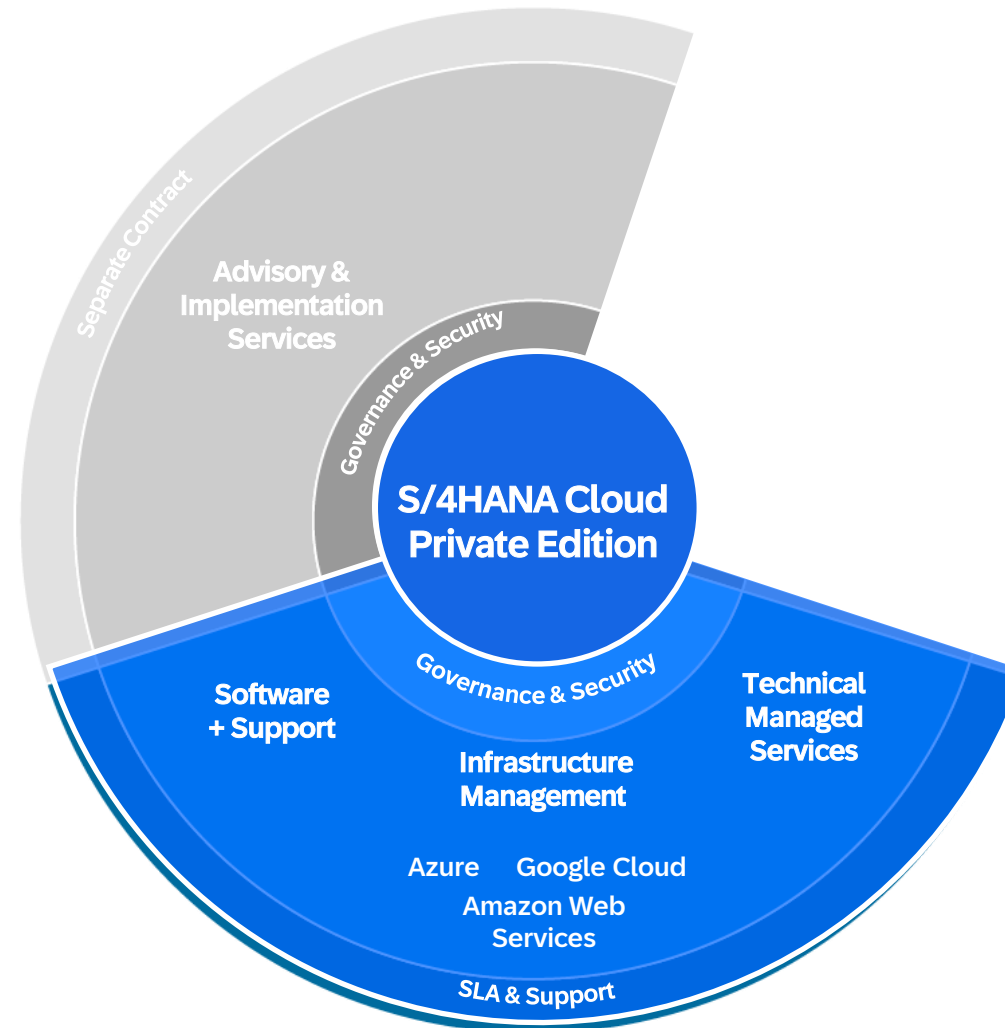 Separate Contract
Advisory &
Implementation
Services
Governance & Security
S/4HANA Cloud
Private Edition
Governance & Security
Software
+ Support
Technical
Managed
Services
Infrastructure
Management
Azure Google Cloud
Amazon Web
Services
SLA & Support